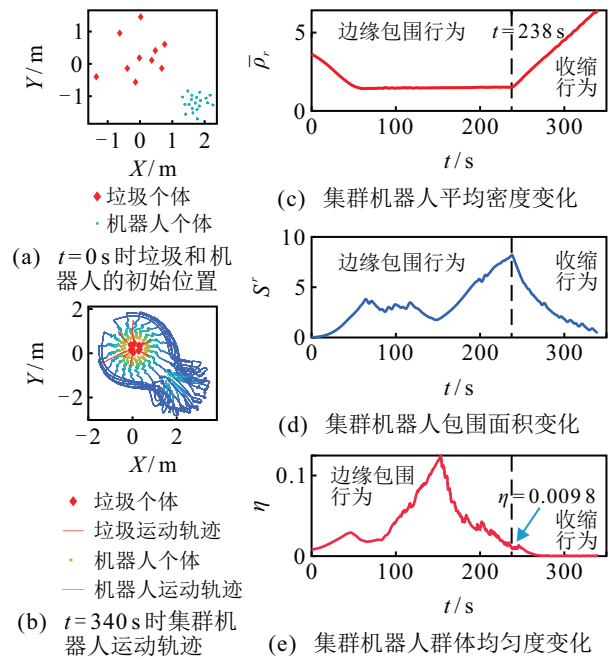 Y/m
1
0
−1
−1
0
1
2
X/m
垃圾个体
机器人个体
(a) t=0 s时垃圾和机
器人的初始位置
Y/m
2
0
−2
−2
0
2
X/m
垃圾个体
垃圾运动轨迹
机器人个体
机器人运动轨迹
(b) t=340 s时集群机
器人运动轨迹
边缘包围行为
t=238 s
收缩
行为
ρ̄r
5
0
0
100
200
300
t/s
(c) 集群机器人平均密度变化
10
5
0
S^r
边缘包围行为
收缩
行为
0
100
200
300
t/s
(d) 集群机器人包围面积变化
0.1
0
η
边缘包围
行为
η=0.0098
收缩
行为
0
100
200
300
t/s
(e) 集群机器人群体均匀度变化